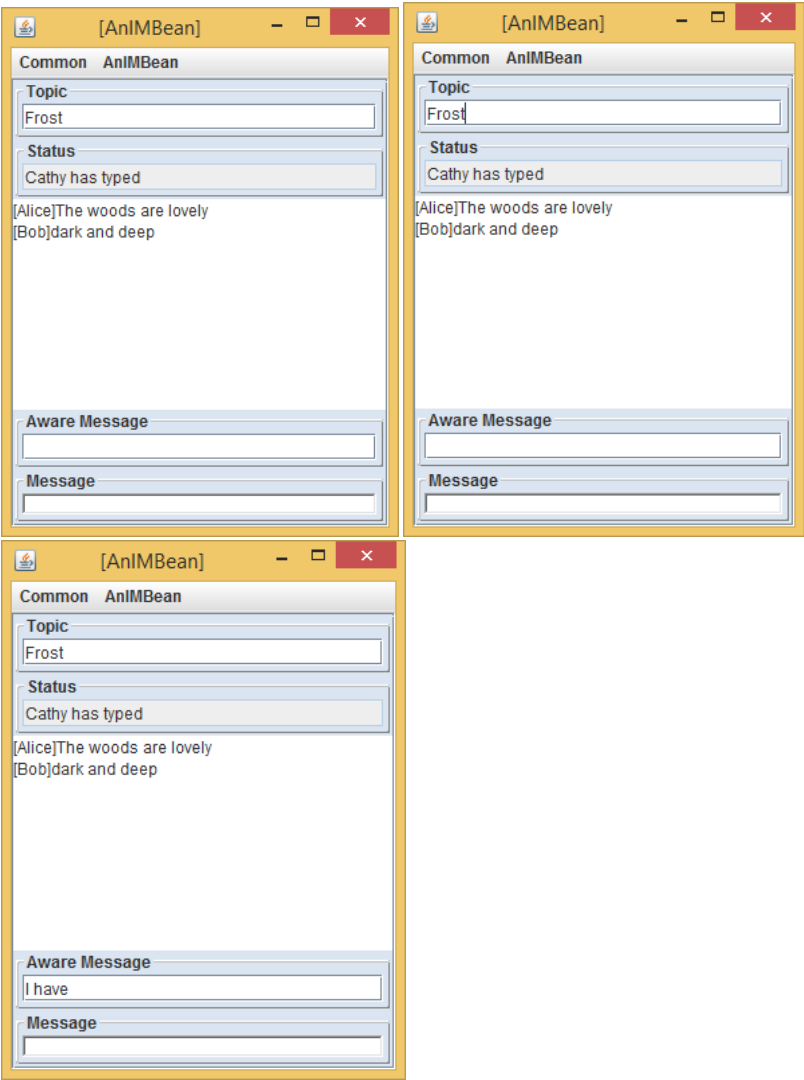 [AnIMBean]
Common AnIMBean
Topic
Frost
Status
Cathy has typed
[Alice]The woods are lovely
[Bob]dark and deep
Aware Message
Message
[AnIMBean]
Common AnIMBean
Topic
Frost
Status
Cathy has typed
[Alice]The woods are lovely
[Bob]dark and deep
Aware Message
Message
[AnIMBean]
Common AnIMBean
Topic
Frost
Status
Cathy has typed
[Alice]The woods are lovely
[Bob]dark and deep
Aware Message
I have
Message